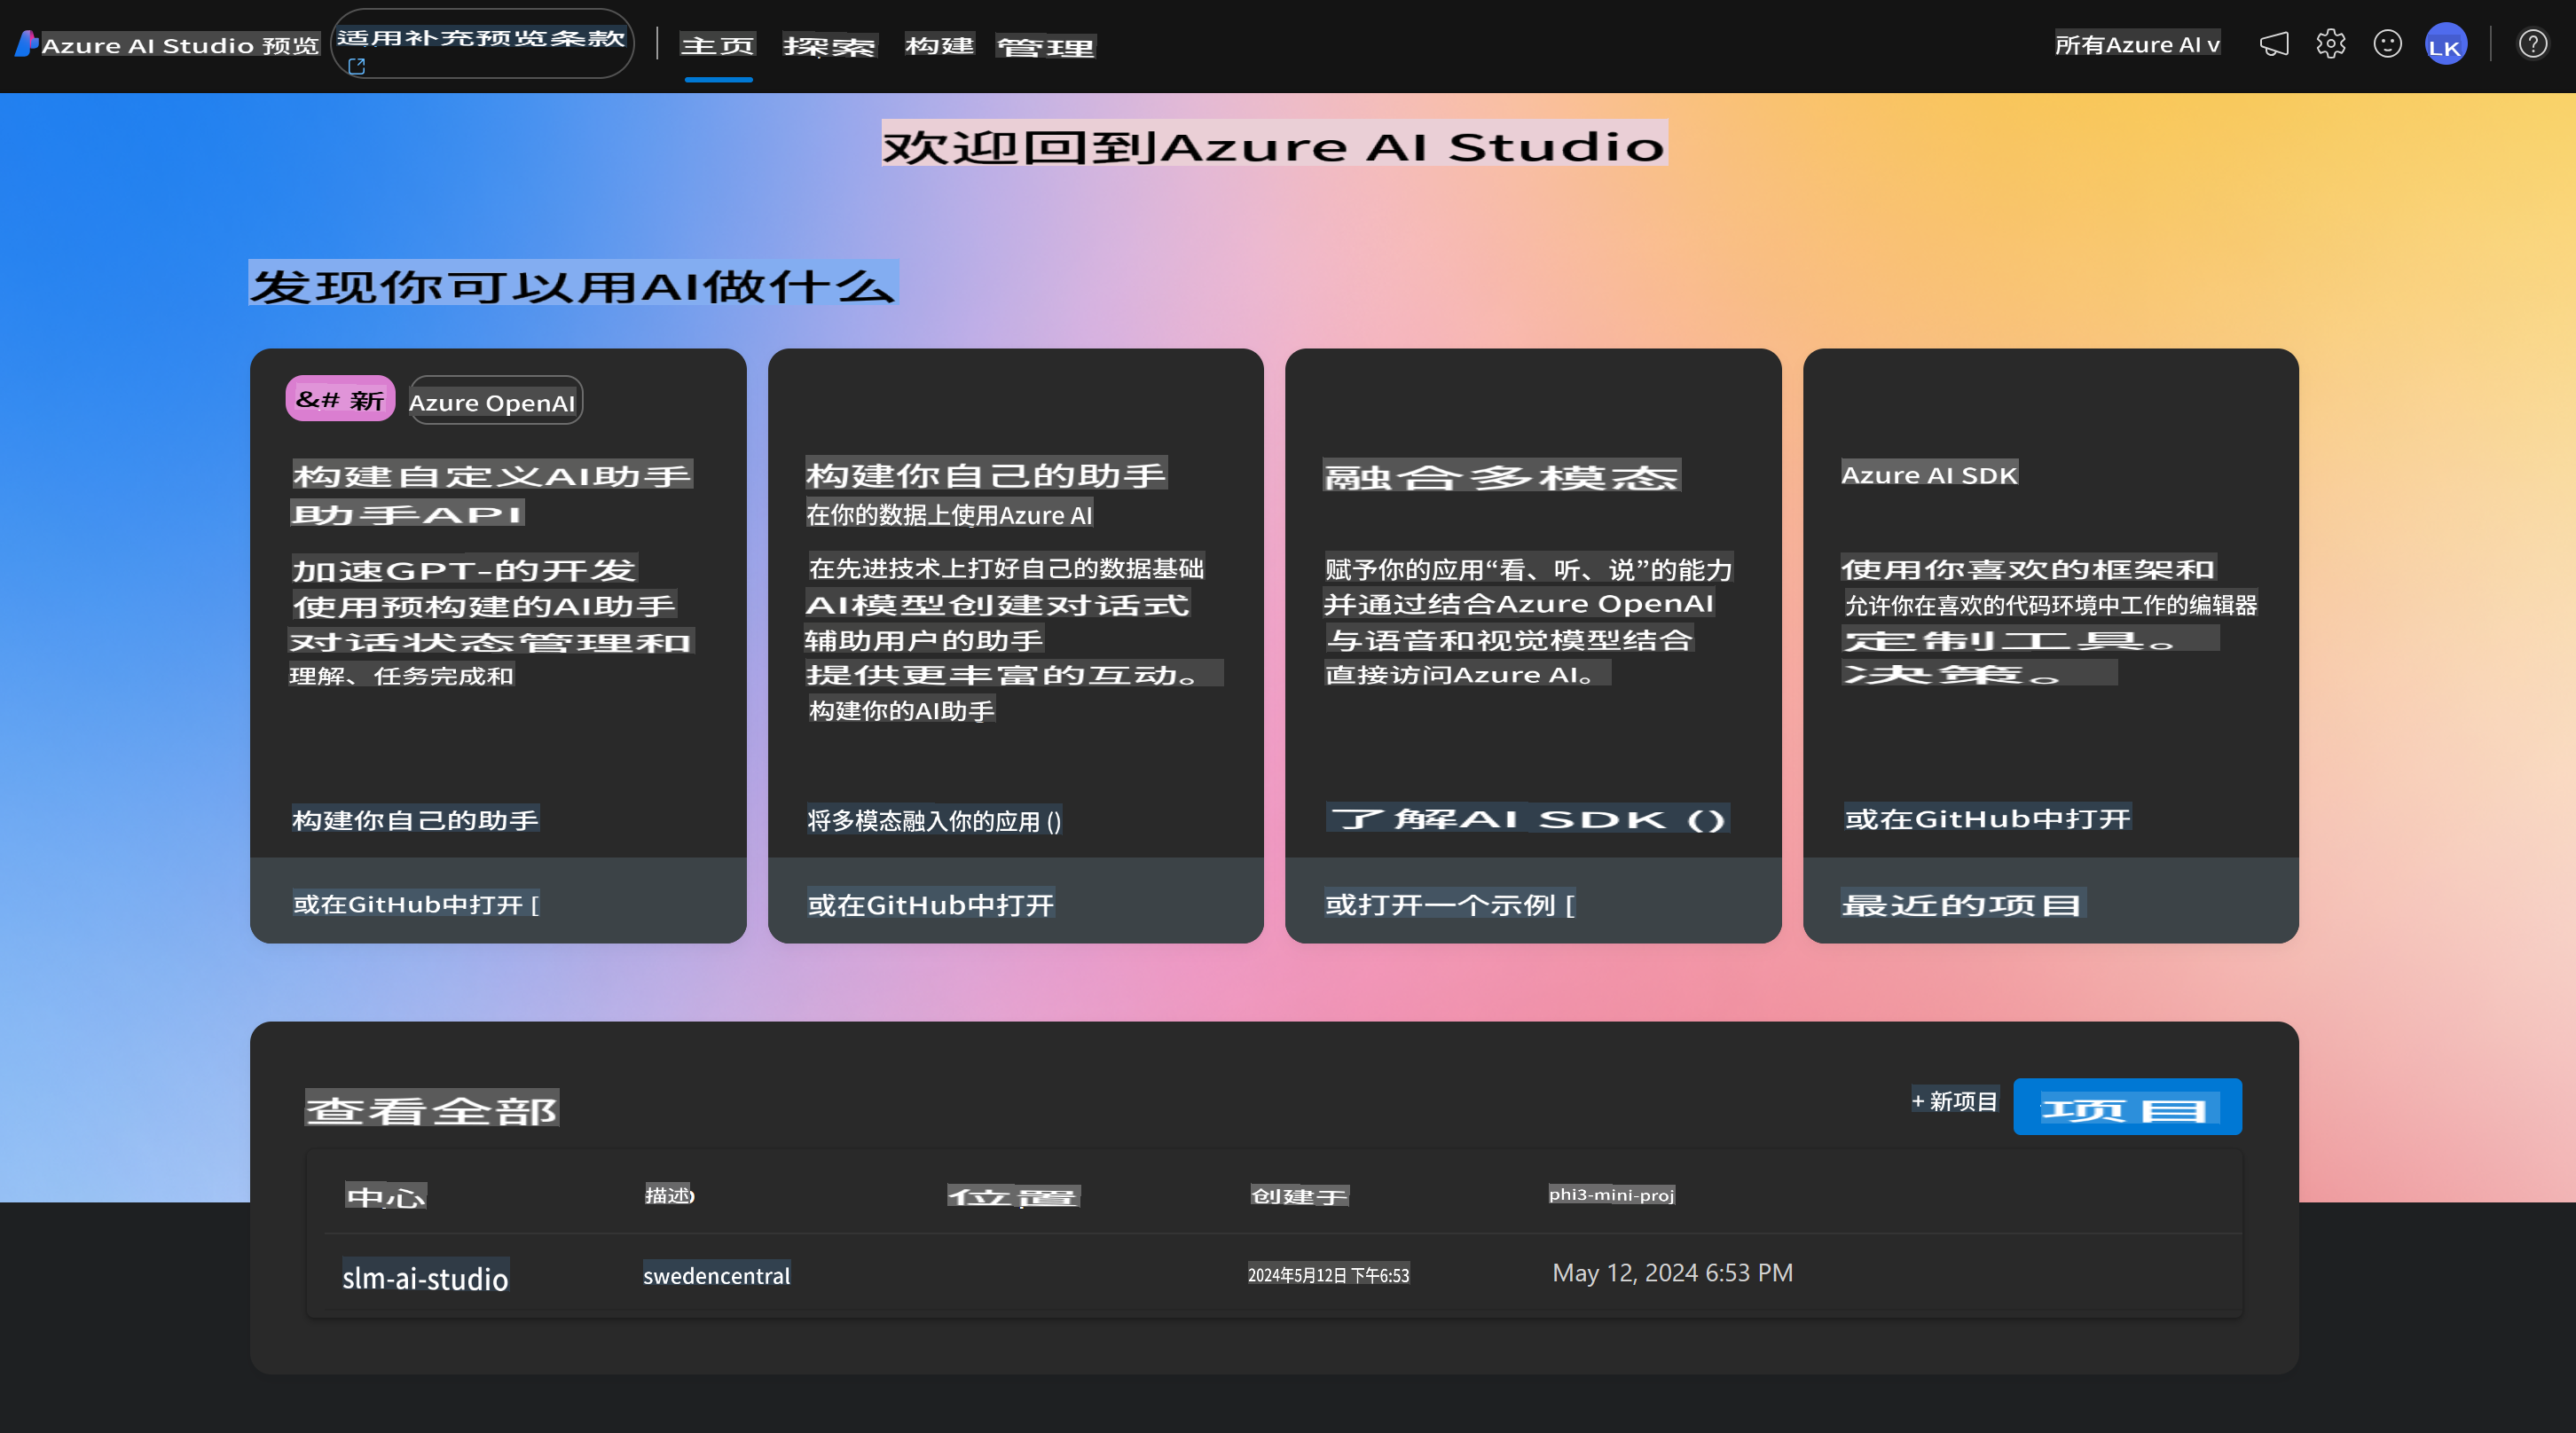 Azure AI Studio 预览
适用补充预览条款
主页
探索
构建
管理
所有Azure AI v
LK
欢迎回到Azure AI Studio
发现你可以用AI做什么
&# 新
Azure OpenAI
构建自定义AI助手
助手API
加速GPT-的开发
使用预构建的AI助手
对话状态管理和
理解、任务完成和
构建你自己的助手
或在GitHub中打开 [
构建你自己的助手
在你的数据上使用Azure AI
在先进技术上打好自己的数据基础
AI模型创建对话式
辅助用户的助手
提供更丰富的互动。
构建你的AI助手
将多模态融入你的应用 ()
或在GitHub中打开
融合多模态
赋予你的应用“看、听、说”的能力
并通过结合Azure OpenAI
与语音和视觉模型结合
直接访问Azure AI。
了解AI SDK ()
或打开一个示例 [
Azure AI SDK
使用你喜欢的框架和
允许你在喜欢的代码环境中工作的编辑器
定制工具。
决策。
或在GitHub中打开
最近的项目
查看全部
+ 新项目
项目
中心
描述
位置
创建于
phi3-mini-proj
slm-ai-studio
swedencentral
2024年5月12日 下午6:53
May 12, 2024 6:53 PM